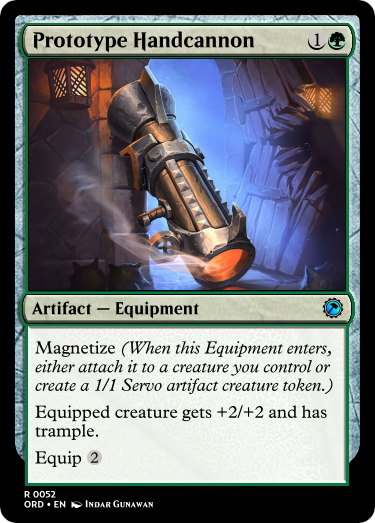 Prototype Handcannon 1
Artifact — Equipment
Magnetize (When this Equipment enters,
either attach it to a creature you control or
create a 1/1 Servo artifact creature token.)
Equipped creature gets +2/+2 and has
trample.
Equip 2
R 0052
ORD • EN Indar Gunawan